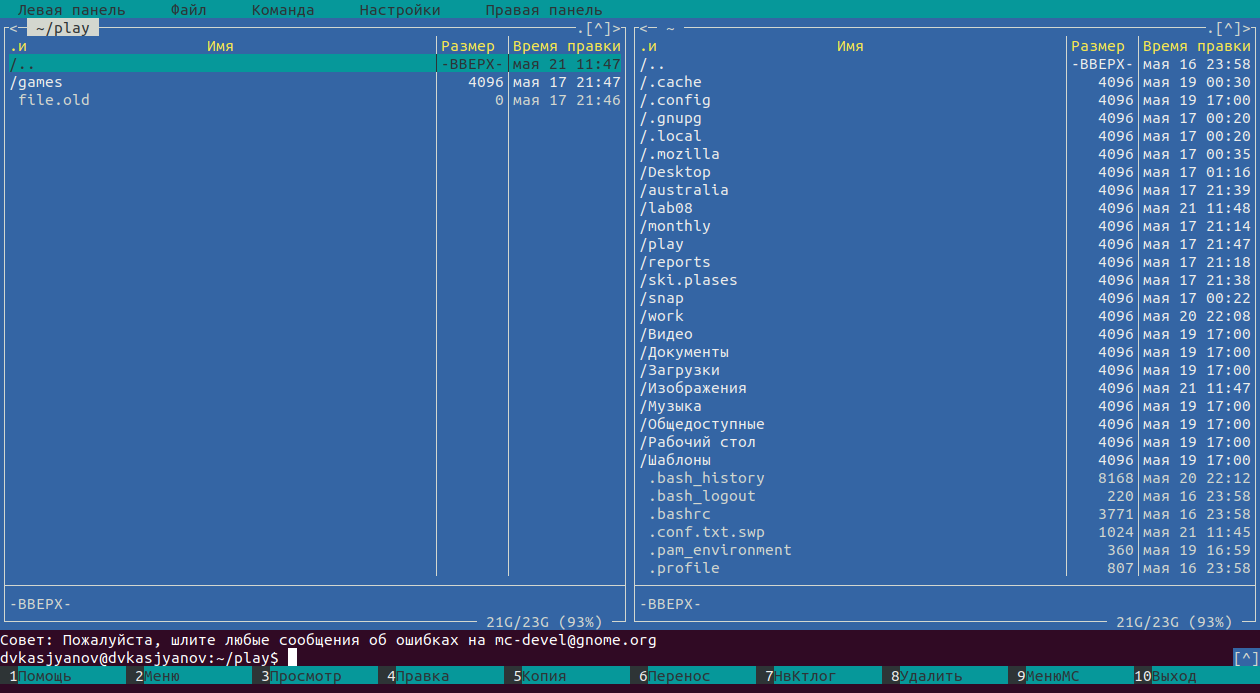 Левая панель Файл Команда Настройки Правая панель
<─ ~/play .[^]> <─ ~ .[^]>
.и Имя Размер Время правки .и Имя Размер Время правки
/.. -ВВЕРХ- мая 21 11:47 /.. -ВВЕРХ- мая 16 23:58
/games 4096 мая 17 21:47 /.cache 4096 мая 19 00:30
file.old 0 мая 17 21:46 /.config 4096 мая 19 17:00
/.gnupg 4096 мая 17 00:20
/.local 4096 мая 17 00:20
/.mozilla 4096 мая 17 00:35
/Desktop 4096 мая 17 01:16
/australia 4096 мая 17 21:39
/lab08 4096 мая 21 11:48
/monthly 4096 мая 17 21:14
/play 4096 мая 17 21:47
/reports 4096 мая 17 21:18
/ski.plases 4096 мая 17 21:38
/snap 4096 мая 17 00:22
/work 4096 мая 20 22:08
/Видео 4096 мая 19 17:00
/Документы 4096 мая 19 17:00
/Загрузки 4096 мая 19 17:00
/Изображения 4096 мая 21 11:47
/Музыка 4096 мая 19 17:00
/Общедоступные 4096 мая 19 17:00
/Рабочий стол 4096 мая 19 17:00
/Шаблоны 4096 мая 19 17:00
.bash_history 8168 мая 20 22:12
.bash_logout 220 мая 16 23:58
.bashrc 3771 мая 16 23:58
.conf.txt.swp 1024 мая 21 11:45
.pam_environment 360 мая 19 16:59
.profile 807 мая 16 23:58
-ВВЕРХ- -ВВЕРХ-
21G/23G (93%) 21G/23G (93%)
Совет: Пожалуйста, шлите любые сообщения об ошибках на mc-devel@gnome.org
dvkasjyanov@dvkasjyanov:~/play$ [^]
1Помощь 2Меню 3Просмотр 4Правка 5Копия 6Перенос 7НвКтлог 8Удалить 9МенюМС 10Выход